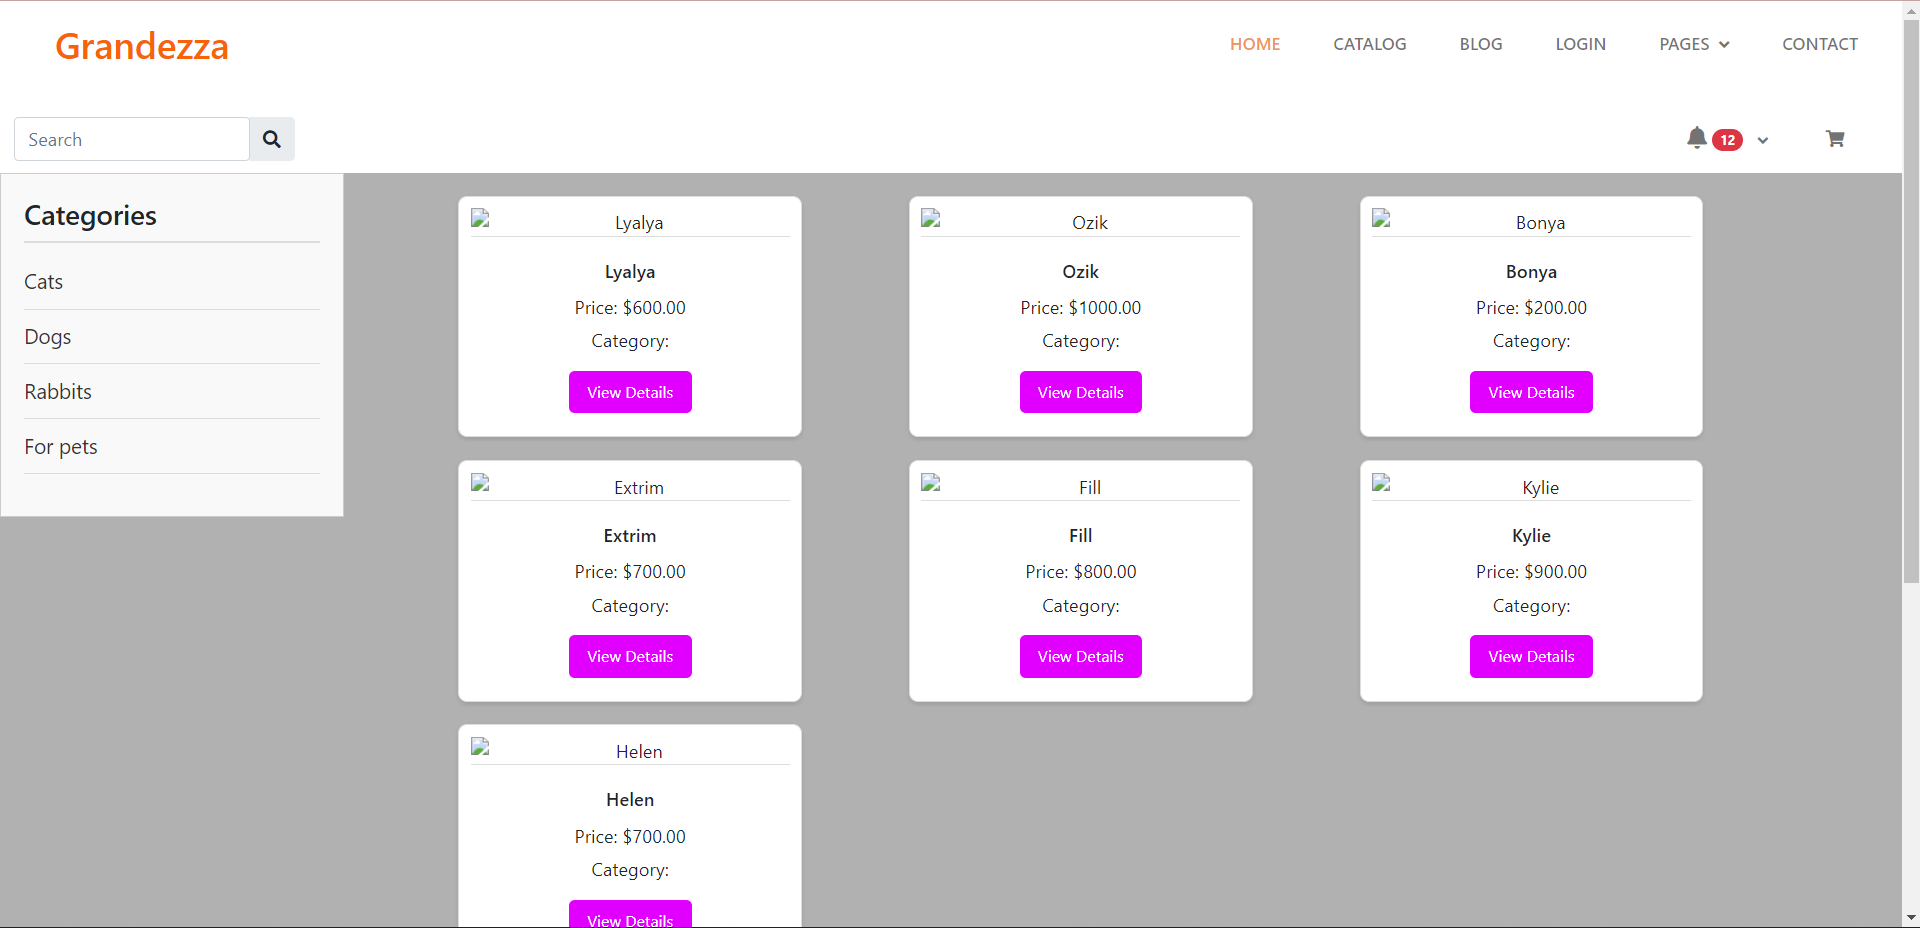 Grandezza
HOME CATALOG BLOG LOGIN PAGES CONTACT
Search
12
Categories
Cats
Dogs
Rabbits
For pets
Lyalya
Lyalya
Price: $600.00
Category:
View Details
Ozik
Ozik
Price: $1000.00
Category:
View Details
Bonya
Bonya
Price: $200.00
Category:
View Details
Extrim
Extrim
Price: $700.00
Category:
View Details
Fill
Fill
Price: $800.00
Category:
View Details
Kylie
Kylie
Price: $900.00
Category:
View Details
Helen
Helen
Price: $700.00
Category:
View Details